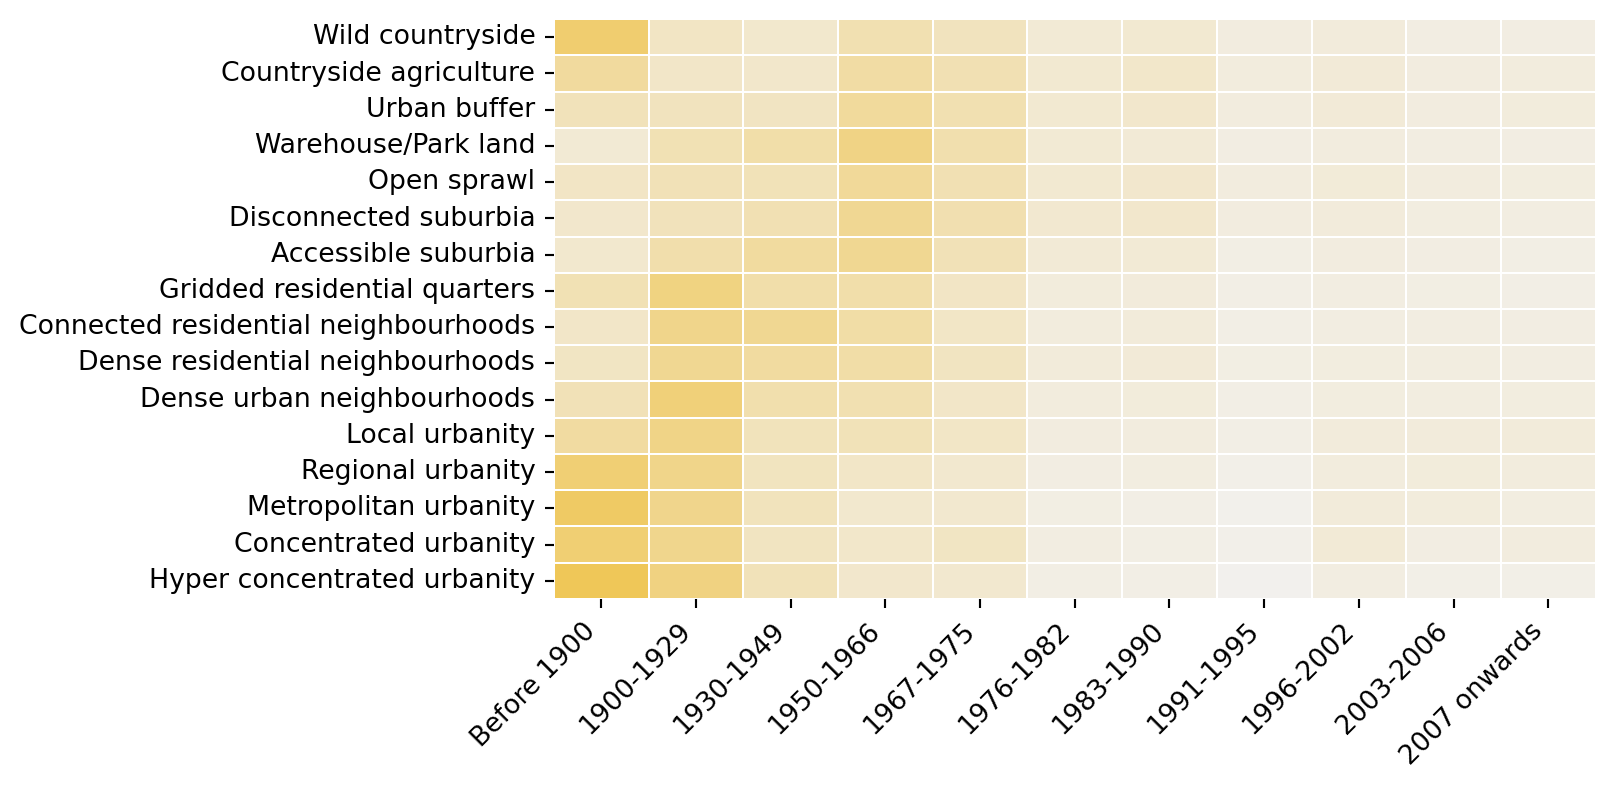 Wild countryside
Countryside agriculture
Urban buffer
Warehouse/Park land
Open sprawl
Disconnected suburbia
Accessible suburbia
Gridded residential quarters
Connected residential neighbourhoods
Dense residential neighbourhoods
Dense urban neighbourhoods
Local urbanity
Regional urbanity
Metropolitan urbanity
Concentrated urbanity
Hyper concentrated urbanity
Before 1900
1900-1929
1930-1949
1950-1966
1967-1975
1976-1982
1983-1990
1991-1995
1996-2002
2003-2006
2007 onwards